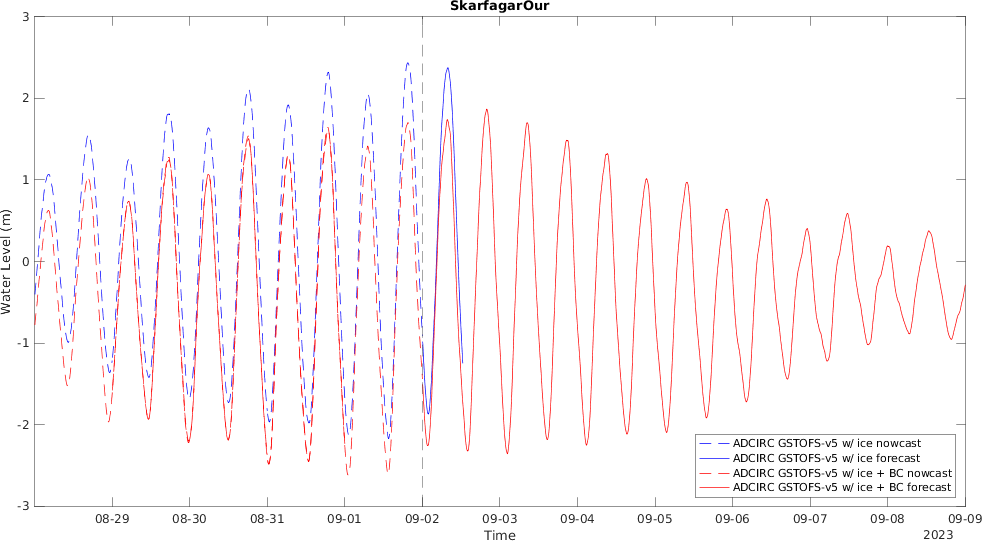 SkarfagarOur
Water Level (m)
3
2
1
0
-1
-2
-3
ADCIRC GSTOFS-v5 w/ ice nowcast
ADCIRC GSTOFS-v5 w/ ice forecast
ADCIRC GSTOFS-v5 w/ ice + BC nowcast
ADCIRC GSTOFS-v5 w/ ice + BC forecast
08-29 08-30 08-31 09-01 09-02 09-03 09-04 09-05 09-06 09-07 09-08 09-09
Time
2023